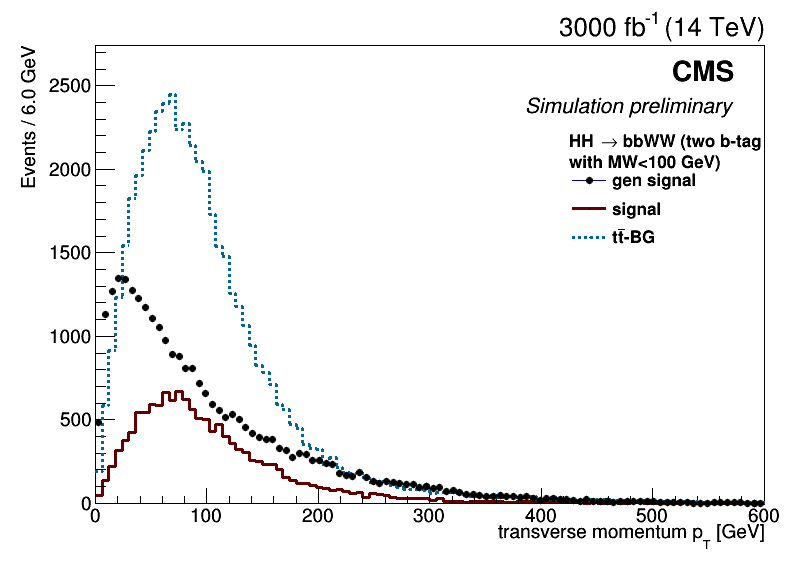 3000 fb-1 (14 TeV)
CMS
Simulation preliminary
HH → bbWW (two b-tag
with MW<100 GeV)
gen signal
signal
tt̄-BG
Events / 6.0 GeV
2500
2000
1500
1000
500
0
0 100 200 300 400 500 600
transverse momentum pT [GeV]